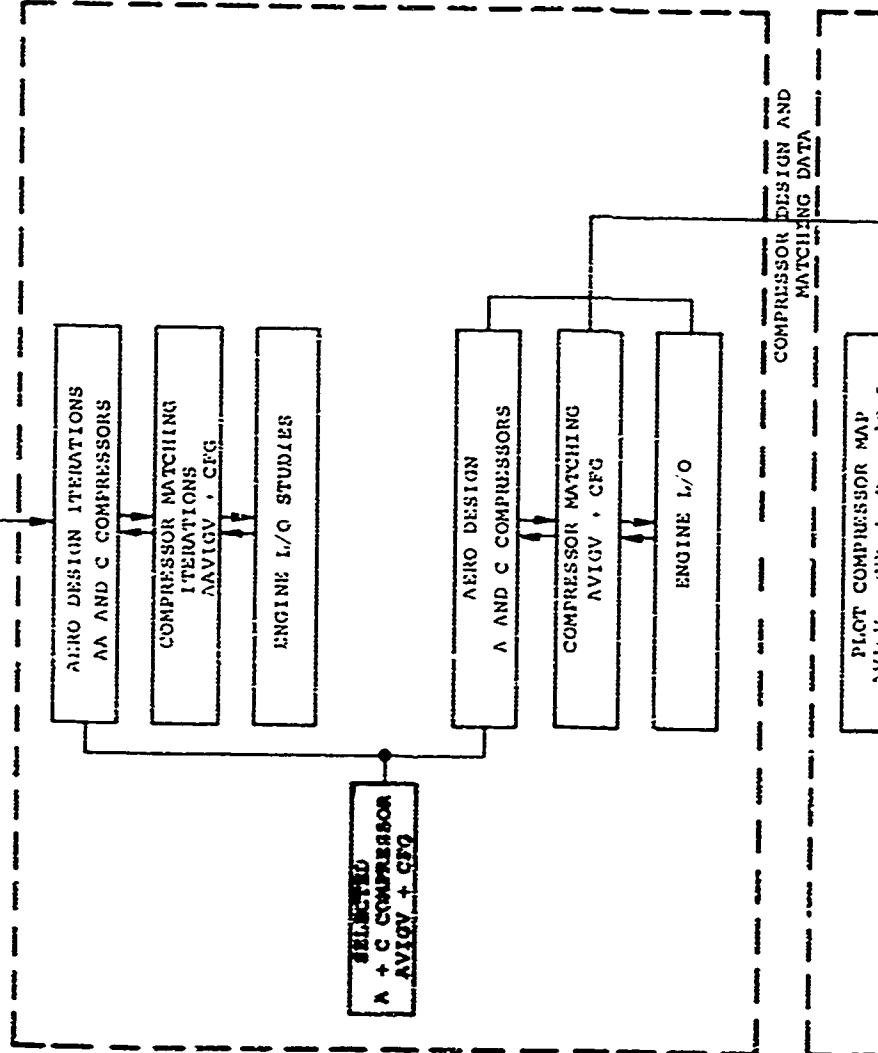 AERO DESIGN ITERATIONS
AA AND C COMPRESSORS
COMPRESSOR MATCHING
ITERATIONS
AAVIGV + CFG
ENGINE L/O STUDIES
SELECTED
A + C COMPRESSOR
AVIGV + CFG
AERO DESIGN
A AND C COMPRESSORS
COMPRESSOR MATCHING
AVIGV + CFG
ENGINE L/O
COMPRESSOR DESIGN AND
MATCHING DATA
PLOT COMPRESSOR MAP